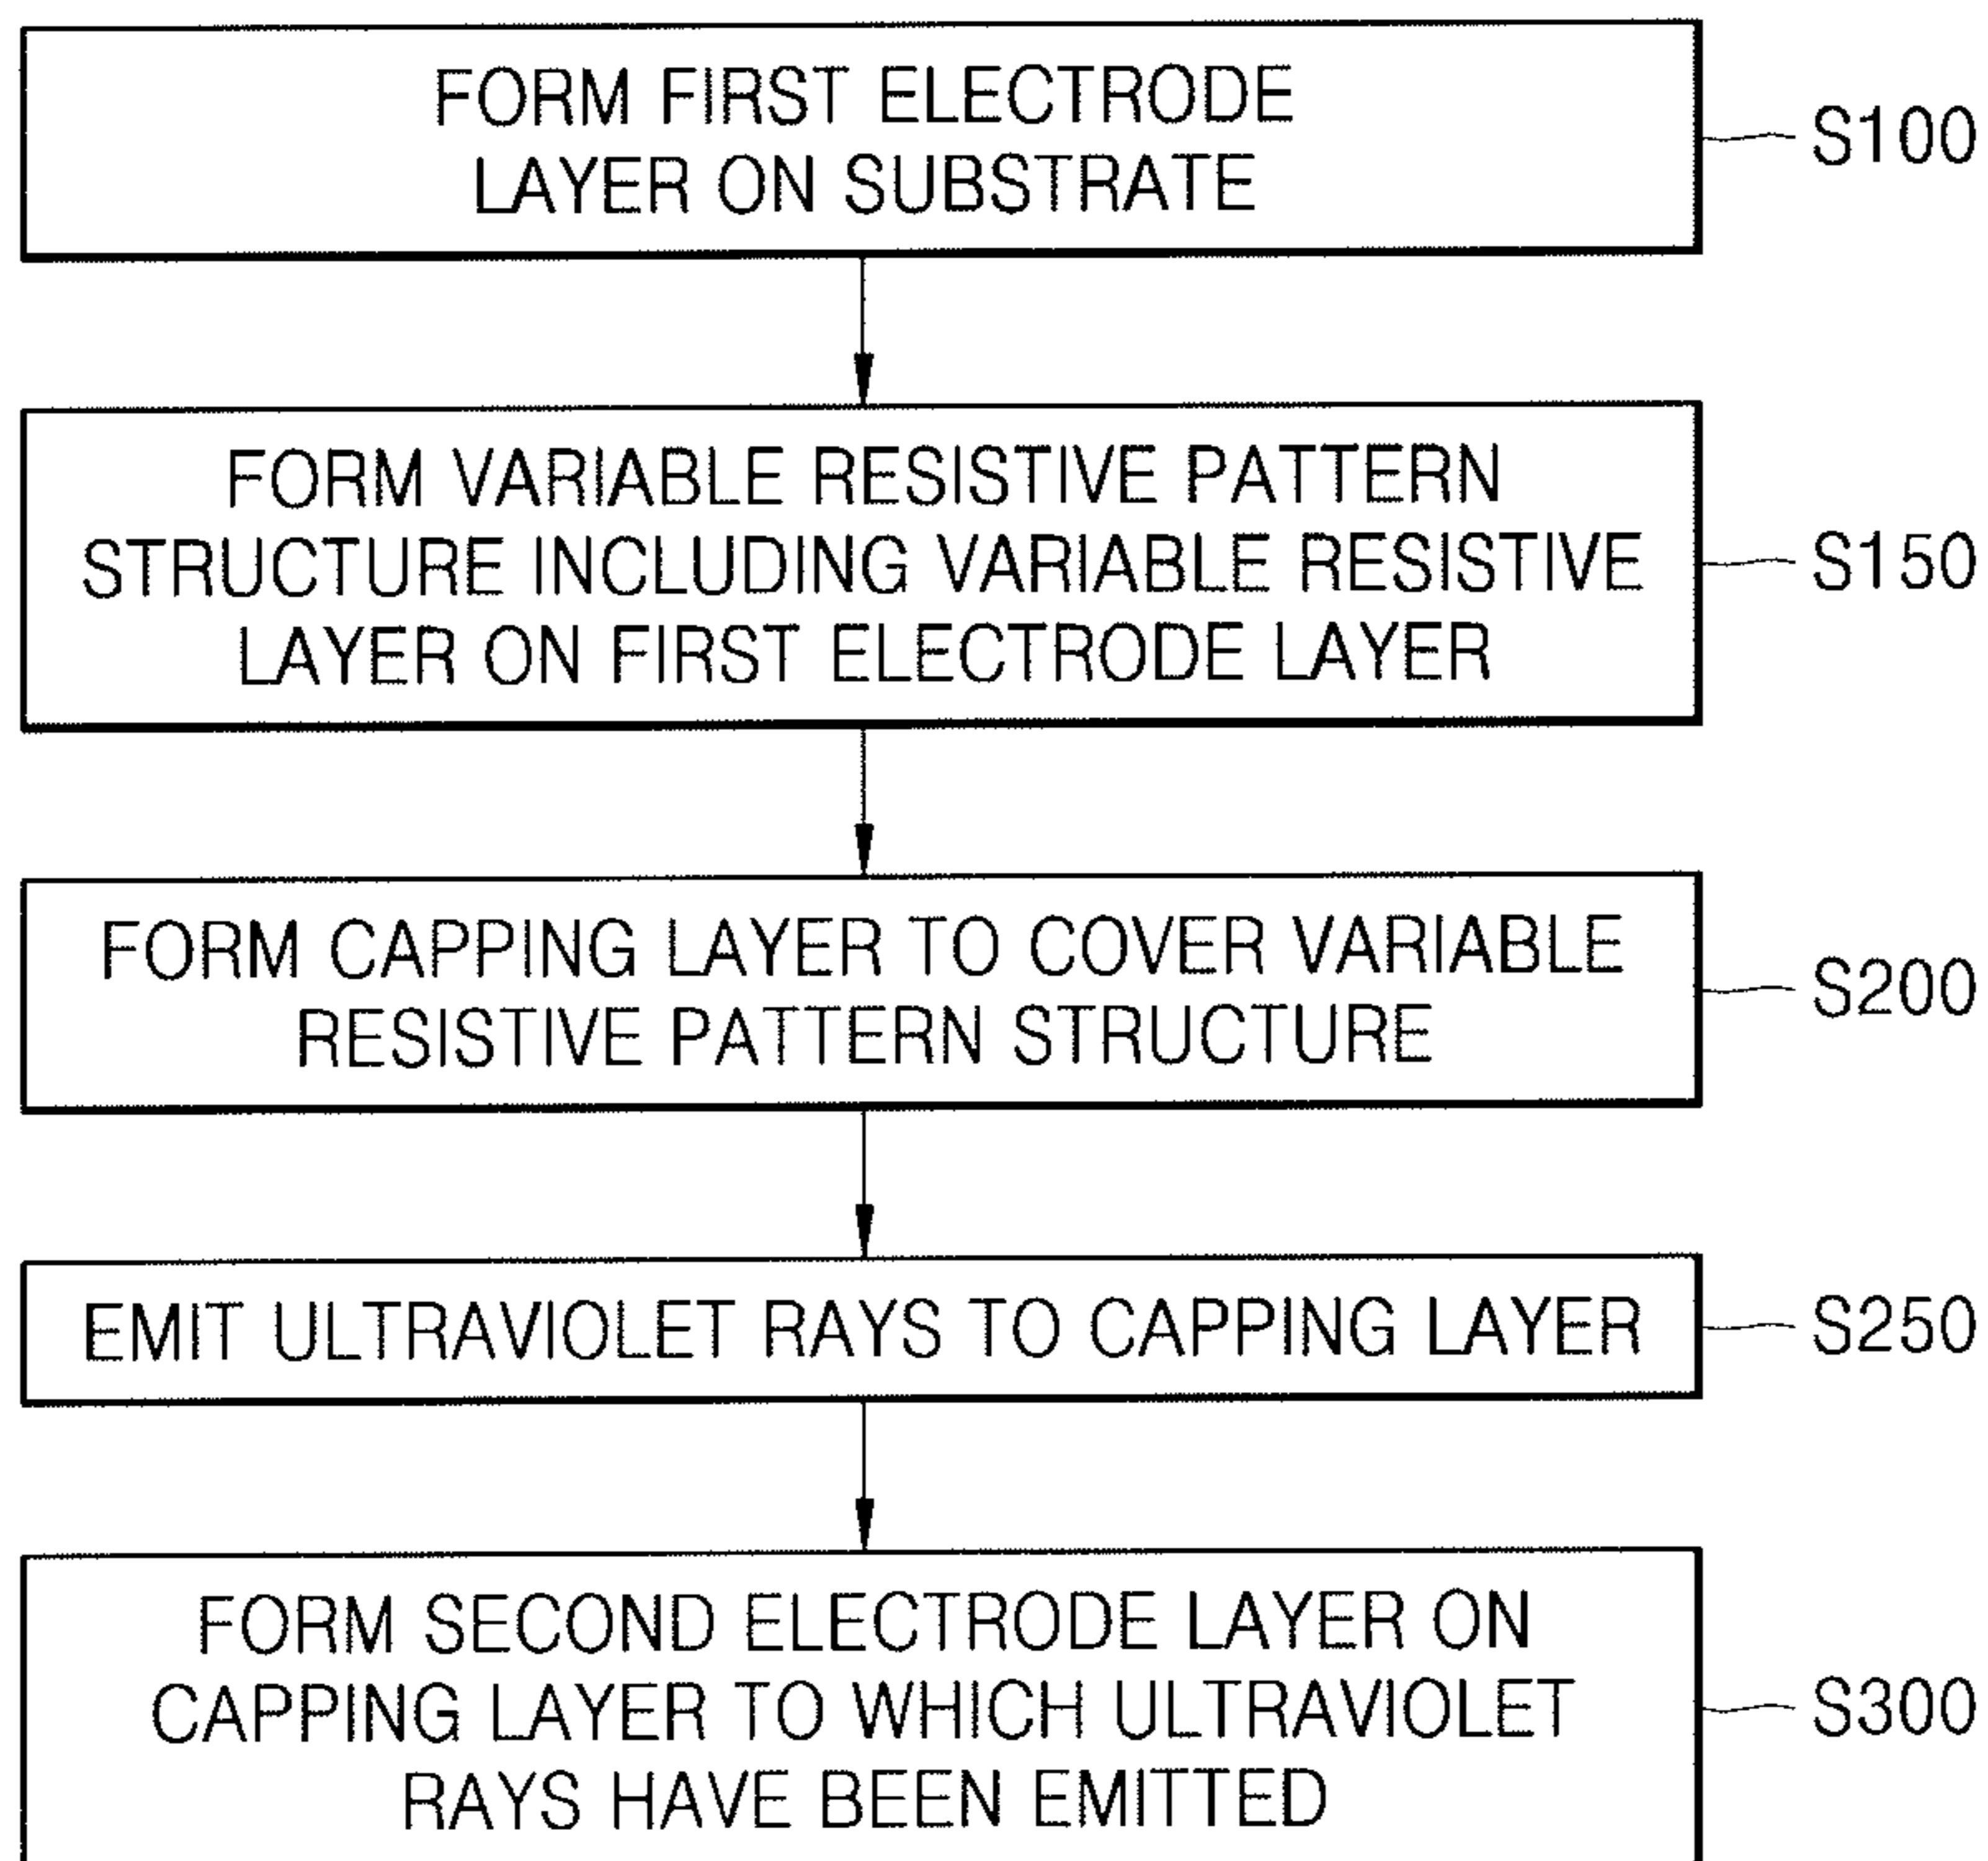 FORM FIRST ELECTRODE
LAYER ON SUBSTRATE
S100
FORM VARIABLE RESISTIVE PATTERN
STRUCTURE INCLUDING VARIABLE RESISTIVE
LAYER ON FIRST ELECTRODE LAYER
S150
FORM CAPPING LAYER TO COVER VARIABLE
RESISTIVE PATTERN STRUCTURE
S200
EMIT ULTRAVIOLET RAYS TO CAPPING LAYER
S250
FORM SECOND ELECTRODE LAYER ON
CAPPING LAYER TO WHICH ULTRAVIOLET
RAYS HAVE BEEN EMITTED
S300